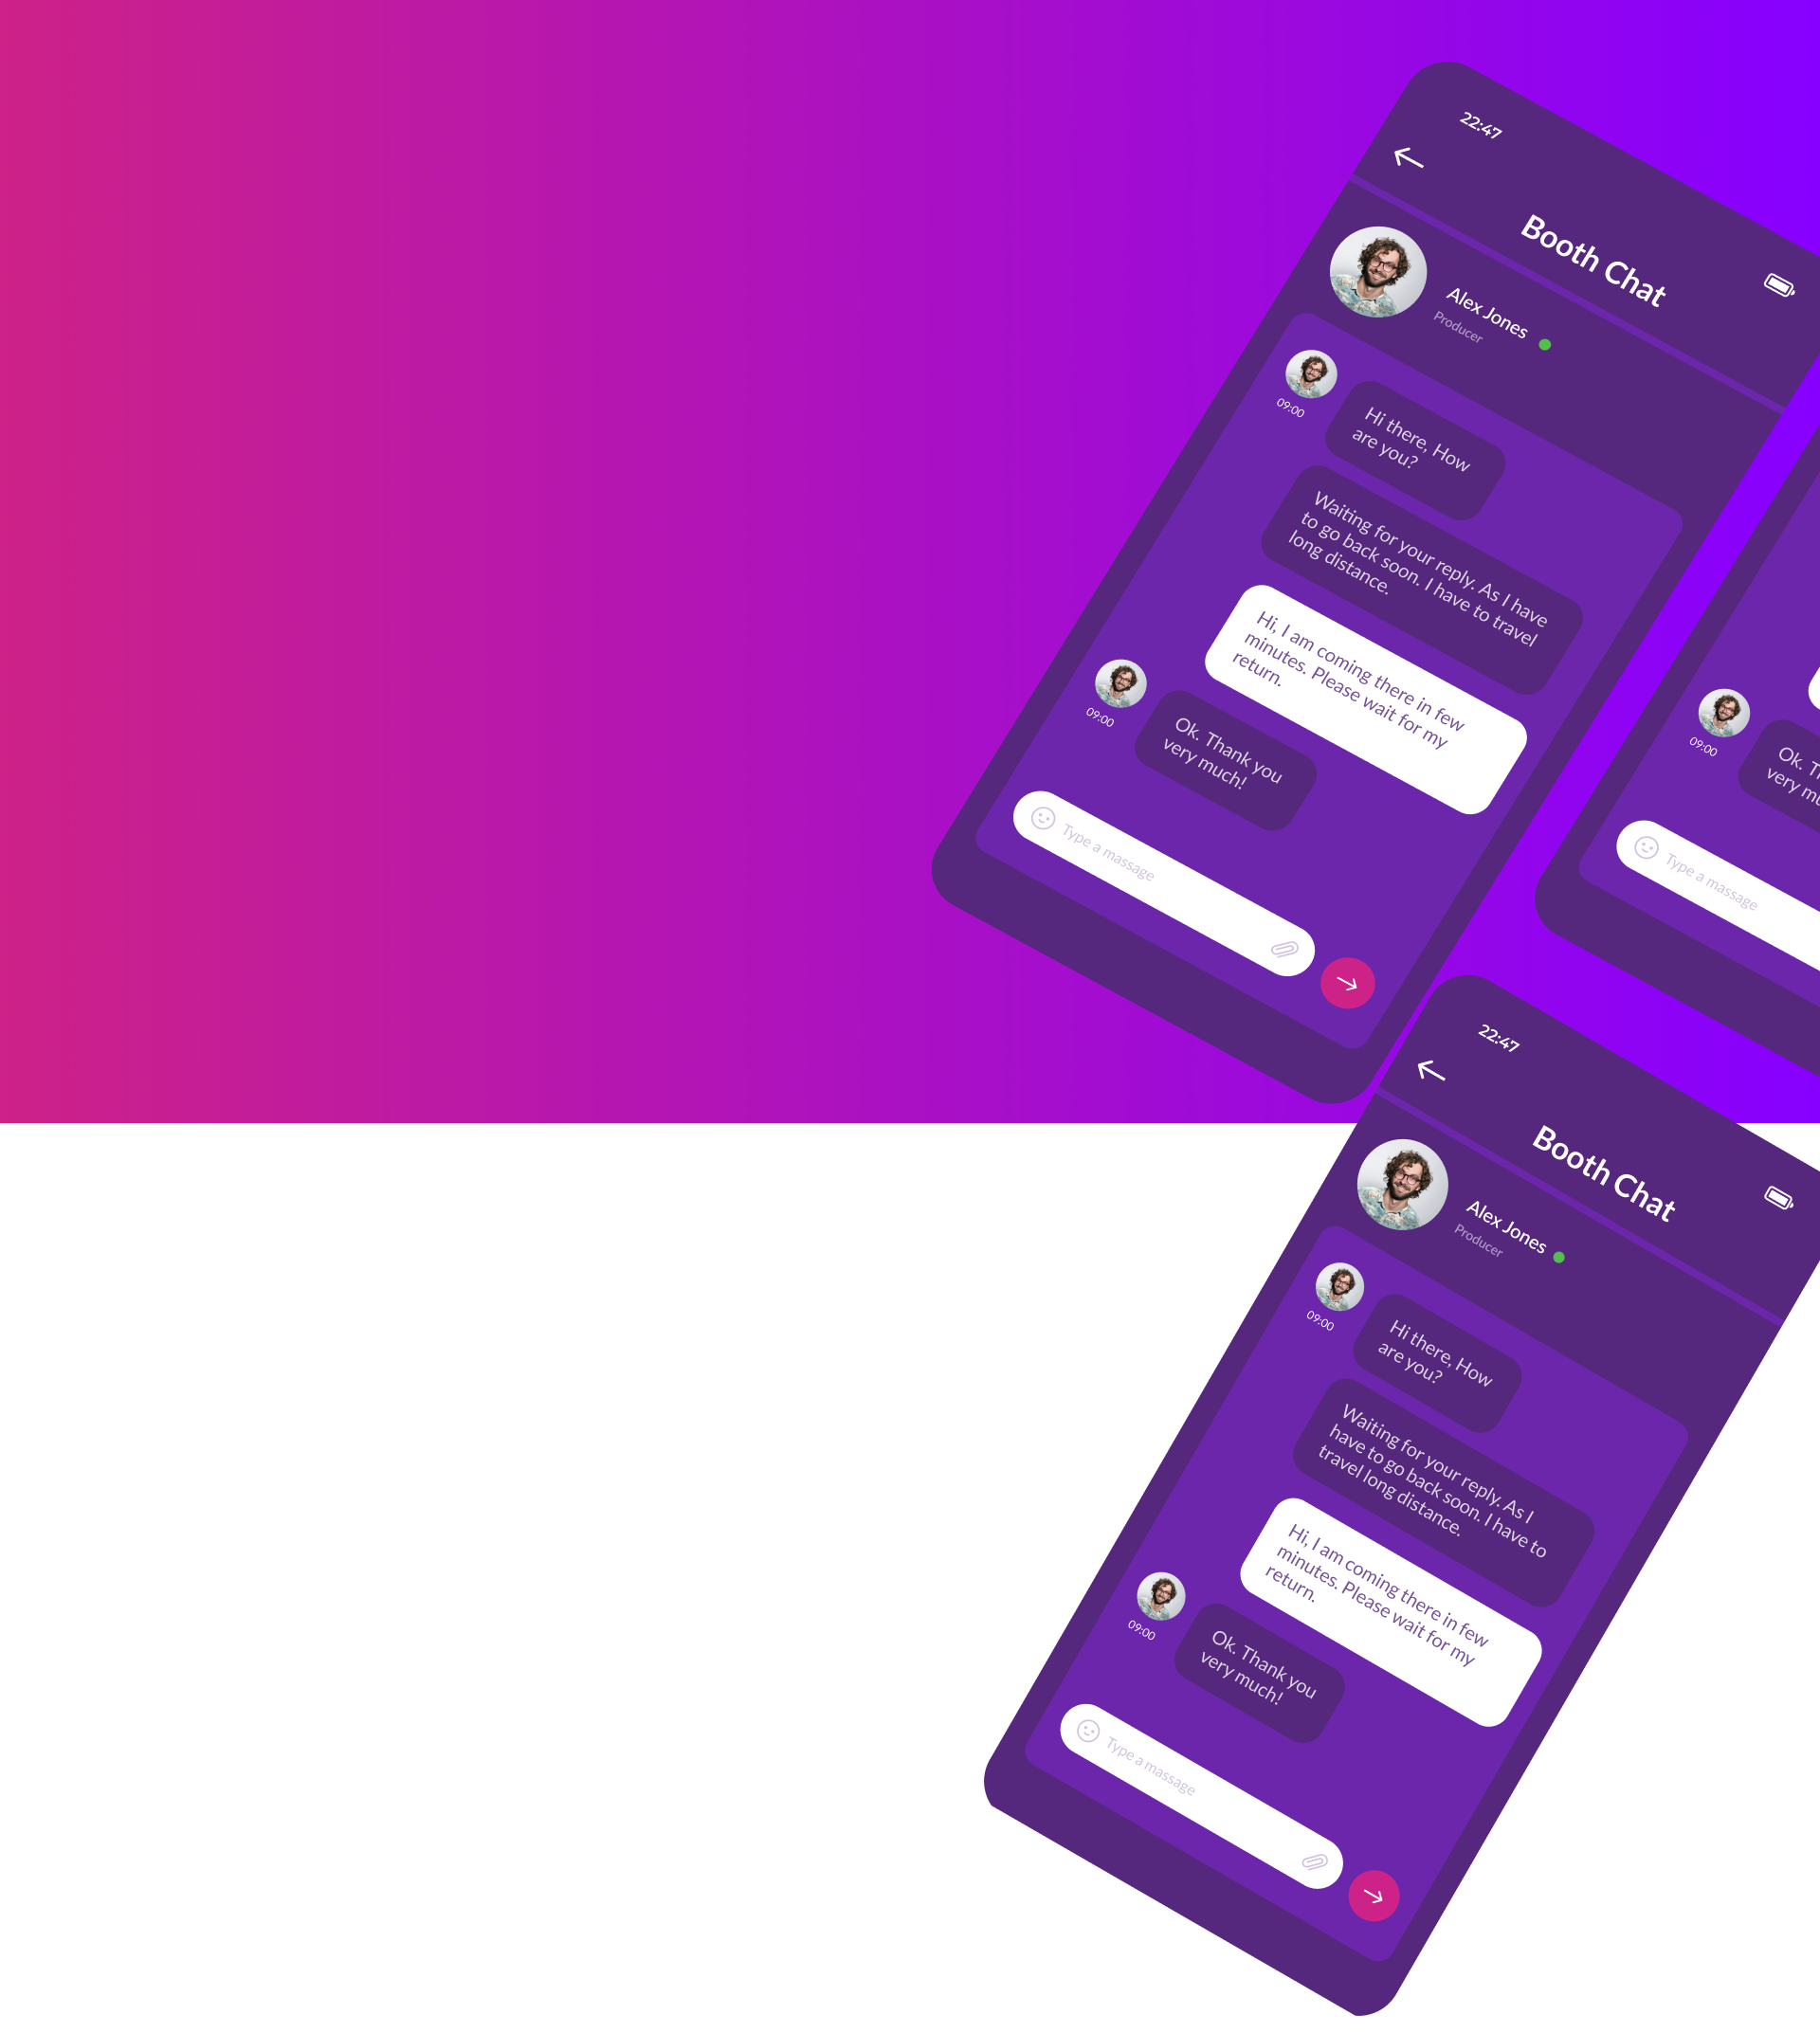 22:47
Booth Chat
Alex Jones
Producer
09:00
Hi there, How
are you?
Waiting for your reply. As I have
to go back soon. I have to travel
long distance.
Hi, I am coming there in few
minutes. Please wait for my
return.
09:00
Ok. Thank you
very much!
Type a massage
09:00
Ok.
very
Type a massage
22:47
Booth Chat
Alex Jones
Producer
09:00
Hi there, How
are you?
Waiting for your reply. As I
have to go back soon. I have to
travel long distance.
Hi, I am coming there in few
minutes. Please wait for my
return.
09:00
Ok. Thank you
very much!
Type a massage